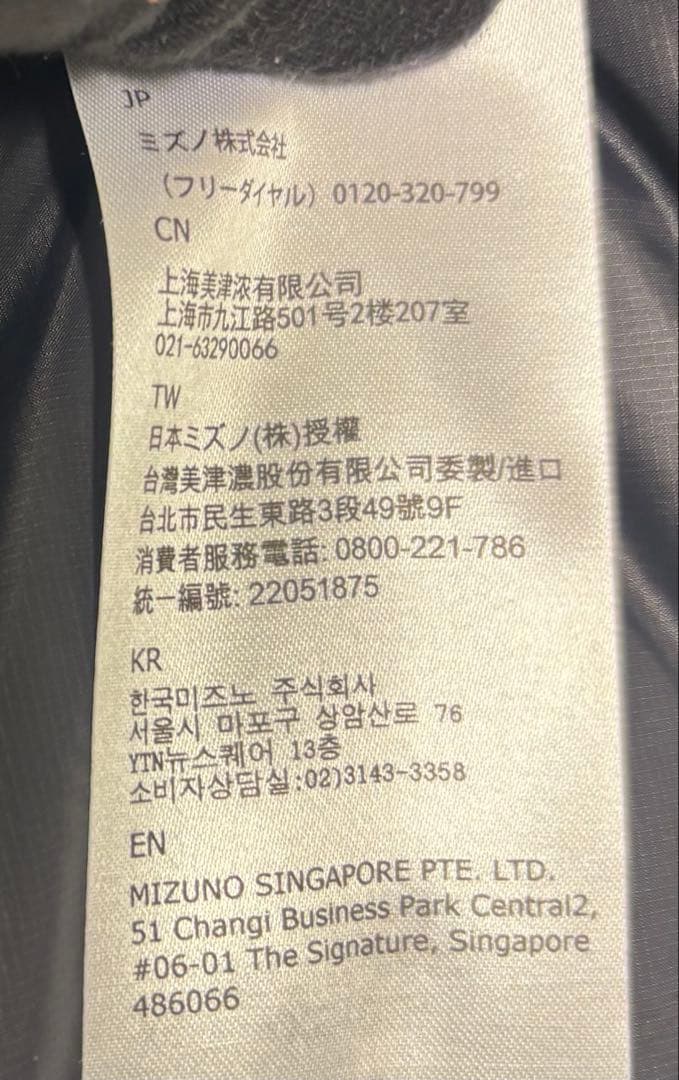 JP
ミズノ株式会社
（フリーダイヤル）0120-320-799
CN
上海美津浓有限公司
上海市九江路501号2楼207室
021-63290066
TW
日本ミズノ(株)授權
台灣美津濃股份有限公司委製/進口
台北市民生東路3段49號9F
消費者服務電話: 0800-221-786
統一編號: 22051875
KR
한국미즈노 주식회사
서울시 마포구 상암산로 76
YTN뉴스퀘어 13층
소비자상담실:02)3143-3358
EN
MIZUNO SINGAPORE PTE. LTD.
51 Changi Business Park Central2,
#06-01 The Signature, Singapore
486066